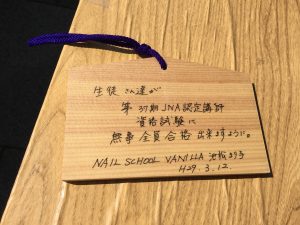 生徒さん達が
第37期JNA認定講師
資格試験に
無事全員合格出来ますように。
NAIL SCHOOL VANILLA
H29.3.12.